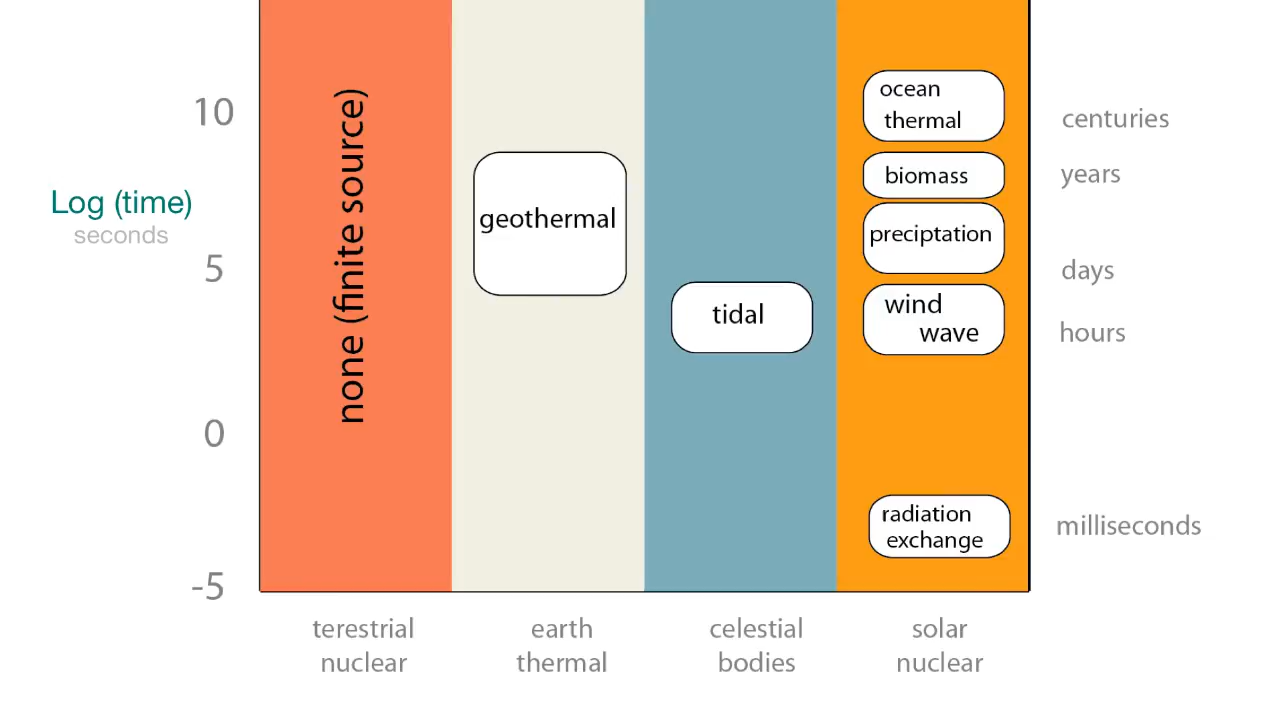 10
Log (time)
seconds
5
0
-5
none (finite source)
geothermal
tidal
ocean
thermal
biomass
preciptation
wind
wave
radiation
exchange
centuries
years
days
hours
milliseconds
terestrial
nuclear
earth
thermal
celestial
bodies
solar
nuclear